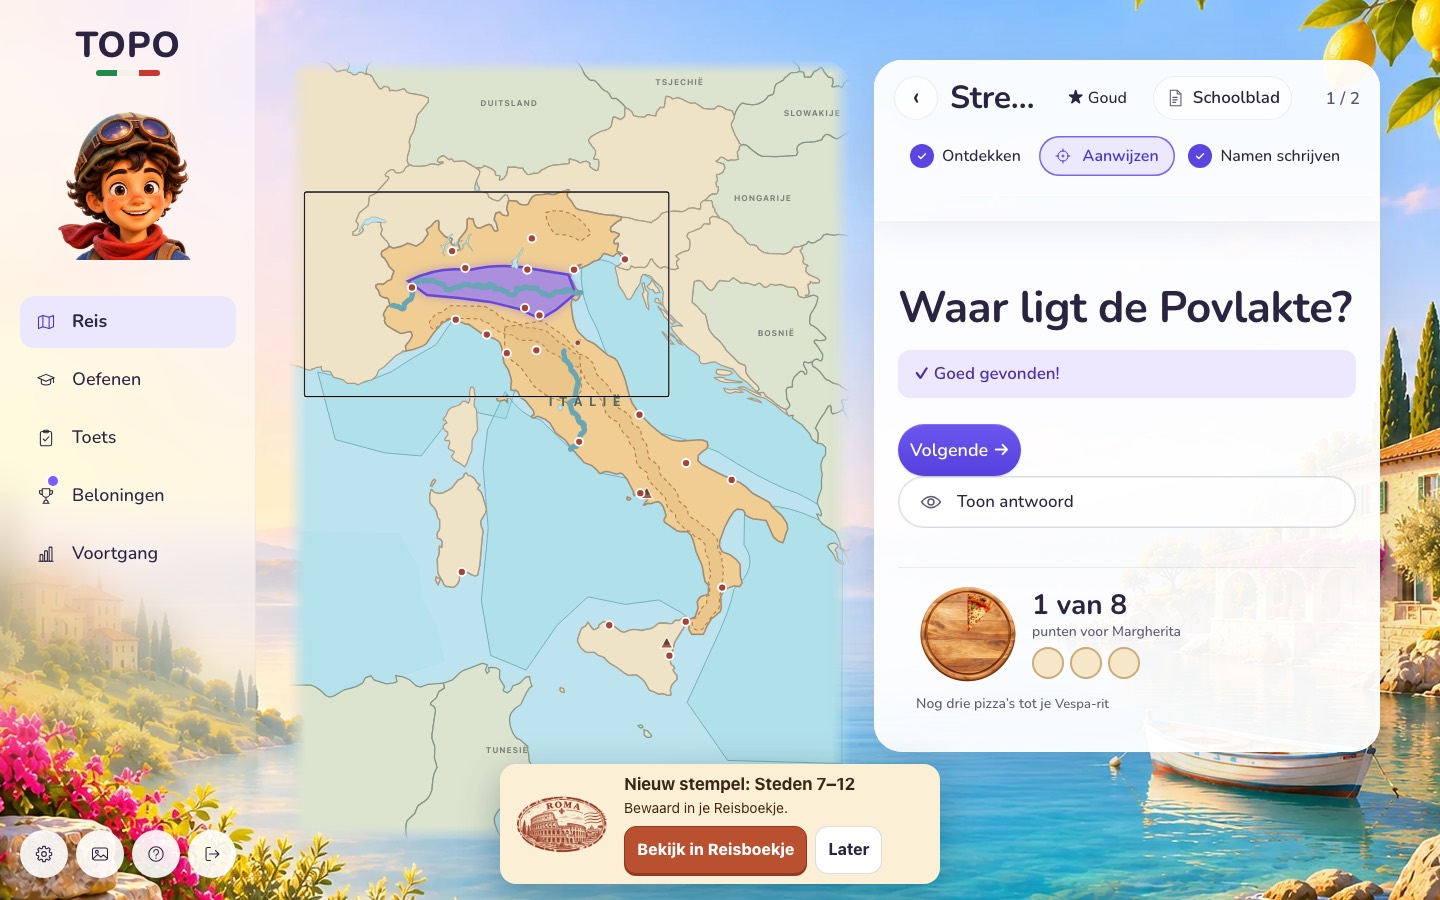 TOPO
Reis
Oefenen
Toets
Beloningen
Voortgang
DUITSLAND
TSJECHIË
SLOWAKIJE
HONGARIJE
BOSNIË
ITALIË
TUNESIË
Stre...
Goud
Schoolblad
1 / 2
Ontdekken
Aanwijzen
Namen schrijven
Waar ligt de Povlakte?
Goed gevonden!
Volgende
Toon antwoord
1 van 8
punten voor Margherita
Nog drie pizza's tot je Vespa-rit
ROMA
Nieuw stempel: Steden 7–12
Bewaard in je Reisboekje.
Bekijk in Reisboekje
Later